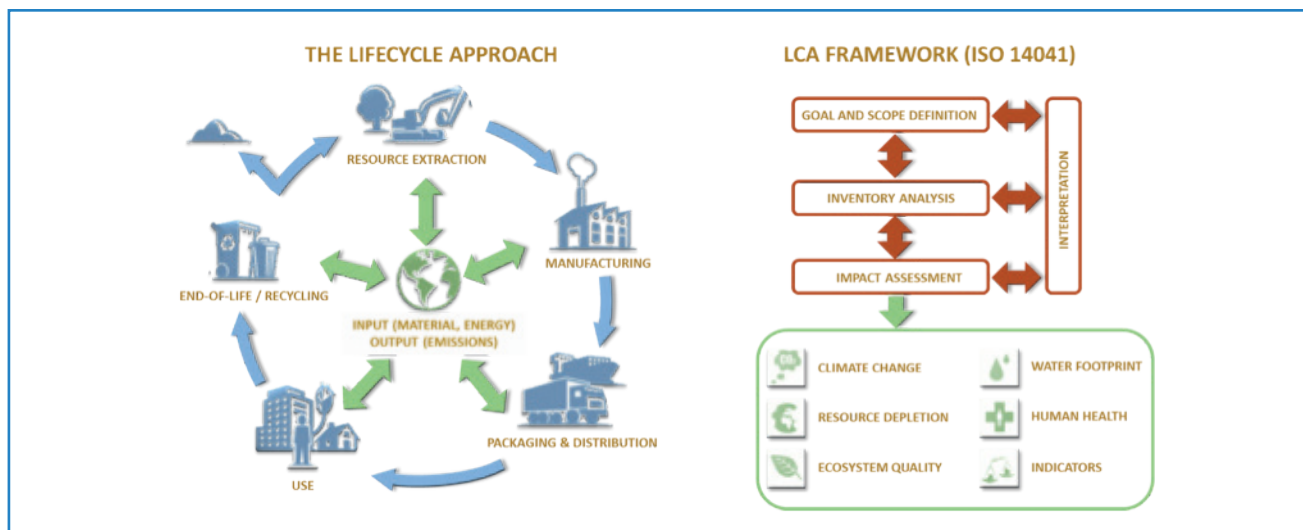 THE LIFECYCLE APPROACH
RESOURCE EXTRACTION
MANUFACTURING
END-OF-LIFE / RECYCLING
INPUT (MATERIAL, ENERGY)
OUTPUT (EMISSIONS)
PACKAGING & DISTRIBUTION
USE
LCA FRAMEWORK (ISO 14041)
GOAL AND SCOPE DEFINITION
INVENTORY ANALYSIS
IMPACT ASSESSMENT
INTERPRETATION
CO₂
CLIMATE CHANGE
WATER FOOTPRINT
RESOURCE DEPLETION
HUMAN HEALTH
ECOSYSTEM QUALITY
INDICATORS